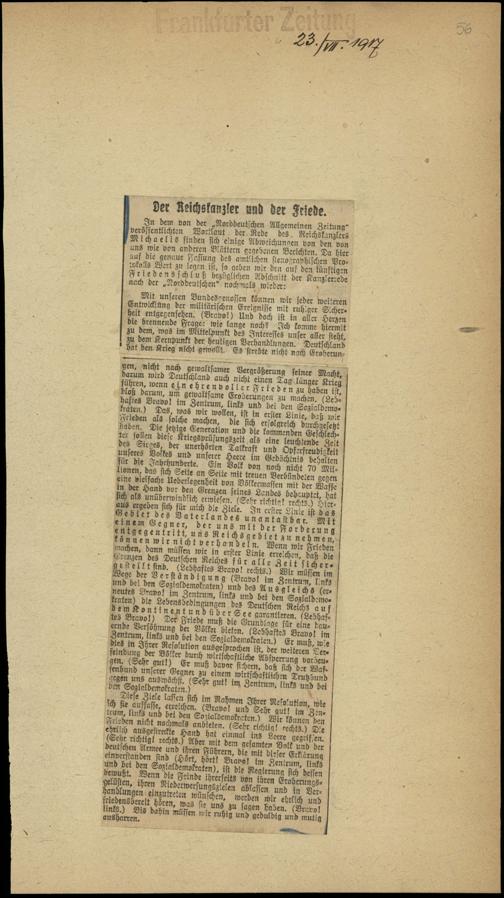 Frankfurter Zeitung
56
23./VII. 1917
Der Reichskanzler und der Friede.
In dem von der „Norddeutschen Allgemeinen Zeitung"
veröffentlichten Wortlaut der Rede des Reichskanzlers
Michaelis finden sich einige Abweichungen von den von
uns wie von anderen Blättern gegebenen Berichten. Da hier
auf die genaue Fassung des amtlichen stenographischen Pro-
tokolls Wert zu legen ist, so geben wir den auf den künftigen
Friedensschluß bezüglichen Abschnitt der Kanzlerrede
nach der „Norddeutschen" nochmals wieder:
Mit unseren Bundesgenossen können wir jeder weiteren
Entwicklung der militärischen Ereignisse mit ruhiger Sicher-
heit entgegensehen. (Bravo!) Und doch ist in aller Herzen
die brennende Frage: wie lange noch? Ich komme hiermit
zu dem, was im Mittelpunkt des Interesses unser aller steht,
zu dem Kernpunkt der heutigen Verhandlungen. Deutschland
hat den Krieg nicht gewollt. Es strebte nicht nach Eroberun-
gen, nicht nach gewaltsamer Vergrößerung seiner Macht,
darum wird Deutschland auch nicht einen Tag länger Krieg
führen, wenn ein ehrenvoller Frieden zu haben ist,
bloß darum, um gewaltsame Eroberungen zu machen. (Leb-
haftes Bravo! im Zentrum, links und bei den Sozialdemo-
kraten.) Das, was wir wollen, ist in erster Linie, daß wir
Frieden als solche machen, die sich erfolgreich durchgesetzt
haben. Die jetzige Generation und die kommenden Geschlech-
ter sollen diese Kriegsprüfungszeit als eine leuchtende Zeit
des Sieges, der unerhörten Tatkraft und Opferfreudigkeit
unseres Volkes und unserer Heere im Gedächtnis behalten
für die Jahrhunderte. Ein Volk von noch nicht 70 Mil-
lionen, das sich Seite an Seite mit treuen Verbündeten gegen
eine vielfache Ueberlegenheit von Völkermassen mit der Waffe
in der Hand vor den Grenzen seines Landes behauptet, hat
sich als unüberwindlich erwiesen. (Sehr richtig! rechts.) Hier-
aus ergeben sich für mich die Ziele. In erster Linie ist das
Gebiet des Vaterlandes unantastbar. Mit
einem Gegner, der uns mit der Forderung
entgegentritt, uns Reichsgebiet zu nehmen,
können wir nicht verhandeln. Wenn wir Frieden
machen, dann müssen wir in erster Linie erreichen, daß die
Grenzen des Deutschen Reiches für alle Zeit sicher-
gestellt sind. (Lebhaftes Bravo! rechts.) Wir müssen im
Wege der Verständigung (Bravo! im Zentrum, links
und bei den Sozialdemokraten) und des Ausgleichs (er-
neutes Bravo! im Zentrum, links und bei den Sozialdemo-
kraten) die Lebensbedingungen des Deutschen Reichs auf
dem Kontinent und über See garantieren. (Lebhaf-
tes Bravo!) Der Friede muß die Grundlage für eine dau-
ernde Versöhnung der Völker bieten. (Lebhaftes Bravo! im
Zentrum, links und bei den Sozialdemokraten.) Er muß, wie
dies in Ihrer Resolution ausgesprochen ist, der weiteren Ver-
feindung der Völker durch wirtschaftliche Absperrung vorbeu-
gen. (Sehr gut!) Er muß davor sichern, daß sich der Waf-
fenbund unserer Gegner zu einem wirtschaftlichen Trutzbund
gegen uns auswächst. (Sehr gut! im Zentrum, links und bei
den Sozialdemokraten.)
Diese Ziele lassen sich im Rahmen Ihrer Resolution, wie
ich sie auffasse, erreichen. (Bravo! und Sehr gut! im Zen-
trum, links und bei den Sozialdemokraten.) Wir können den
Frieden nicht nochmals anbieten. (Sehr richtig! rechts.) Die
ehrlich ausgestreckte Hand hat einmal ins Leere gegriffen.
(Sehr richtig! rechts.) Aber mit dem gesamten Volk und der
deutschen Armee und ihren Führern, die mit dieser Erklärung
einverstanden sind (Hört, hört! Bravo! im Zentrum, links
und bei den Sozialdemokraten), ist die Regierung sich dessen
bewußt. Wenn die Feinde ihrerseits von ihren Eroberungs-
gelüsten, ihren Niederwerfungszielen ablassen und in Ver-
handlungen einzutreten wünschen, werden wir ehrlich und
friedensbereit hören, was sie uns zu sagen haben. (Bravo!
links.) Bis dahin müssen wir ruhig und geduldig und mutig
ausharren.